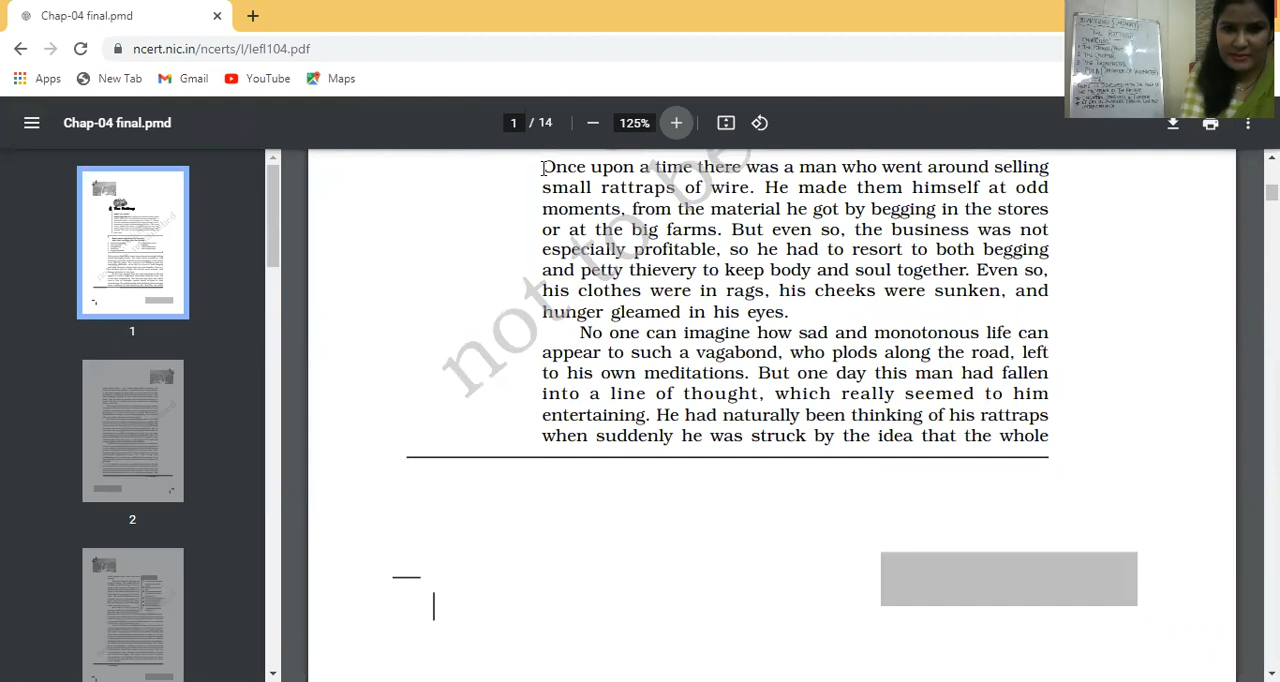 Chap-04 final.pmd
ncert.nic.in/ncerts/l/lefl104.pdf
Apps New Tab Gmail YouTube Maps
Chap-04 final.pmd 1 / 14 125%
Once upon a time there was a man who went around selling
small rattraps of wire. He made them himself at odd
moments, from the material he got by begging in the stores
or at the big farms. But even so, the business was not
especially profitable, so he had to resort to both begging
and petty thievery to keep body and soul together. Even so,
his clothes were in rags, his cheeks were sunken, and
hunger gleamed in his eyes.
No one can imagine how sad and monotonous life can
appear to such a vagabond, who plods along the road, left
to his own meditations. But one day this man had fallen
into a line of thought, which really seemed to him
entertaining. He had naturally been thinking of his rattraps
when suddenly he was struck by the idea that the whole
not to be
1
2